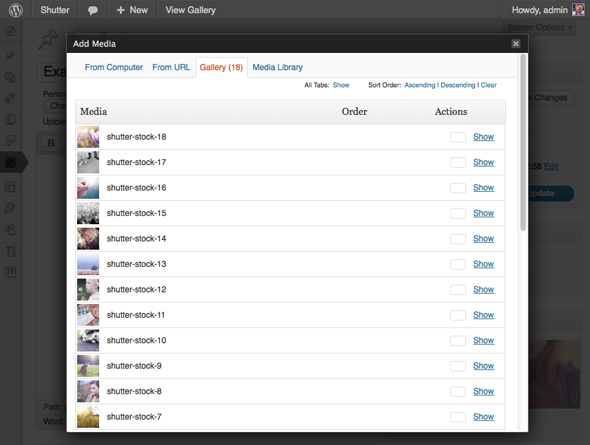 Shutter + New View Gallery Howdy, admin
Screen Options
Add Media
Exa
From Computer From URL Gallery (18) Media Library
All Tabs: Show Sort Order: Ascending | Descending | Clear
Perma
Cha
Changes
Media Order Actions
Uploa
B
shutter-stock-18 Show
shutter-stock-17 Show
:58 Edit
shutter-stock-16 Show
Update
shutter-stock-15 Show
shutter-stock-14 Show
shutter-stock-13 Show
shutter-stock-12 Show
shutter-stock-11 Show
shutter-stock-10 Show
shutter-stock-9 Show
shutter-stock-8 Show
Path:
shutter-stock-7 Show
Word